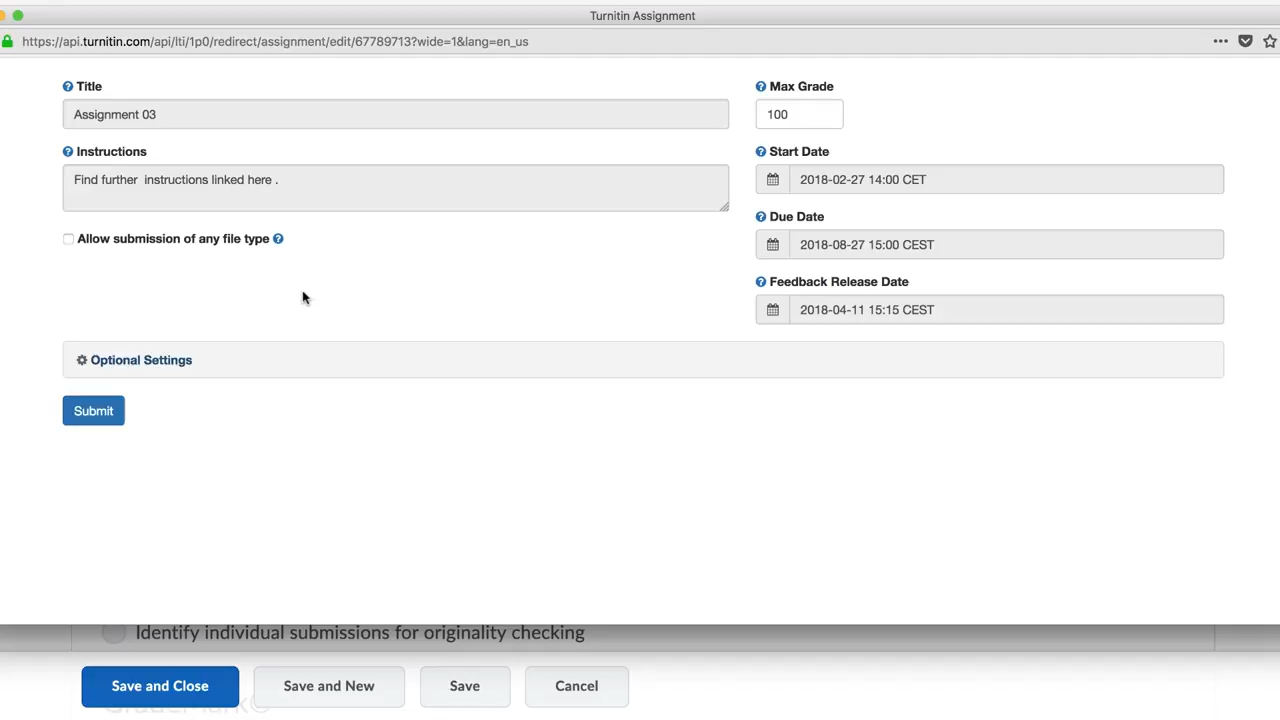 Turnitin Assignment
https://api.turnitin.com/api/lti/1p0/redirect/assignment/edit/67789713?wide=1&lang=en_us
Title
Assignment 03
Instructions
Find further  instructions linked here .
Allow submission of any file type
Max Grade
100
Start Date
2018-02-27 14:00 CET
Due Date
2018-08-27 15:00 CEST
Feedback Release Date
2018-04-11 15:15 CEST
Optional Settings
Submit
Identify individual submissions for originality checking
Save and Close
Save and New
Save
Cancel